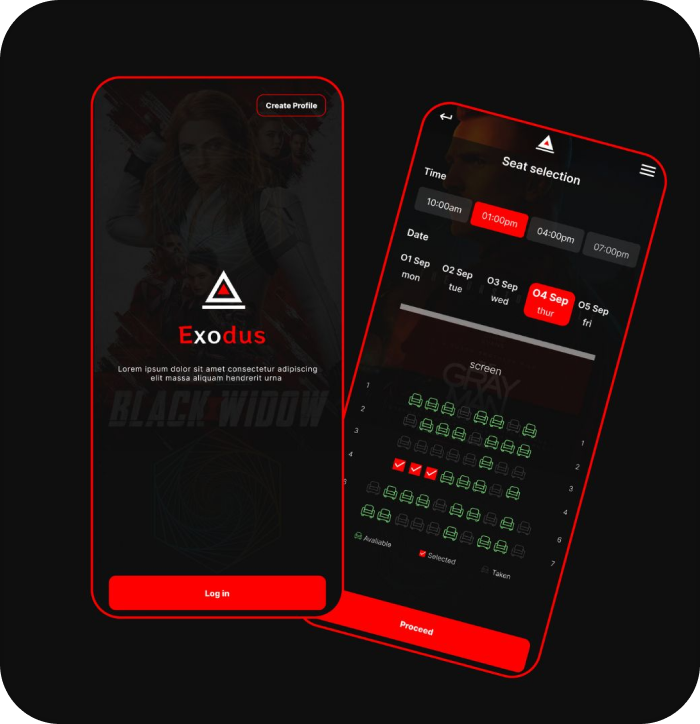 Create Profile
Exodus
Lorem ipsum dolor sit amet consectetur adipiscing
elit massa aliquam hendrerit urna
BLACK WIDOW
Log in
Seat selection
Time
10:00am 01:00pm 04:00pm 07:00pm
Date
01 Sep 02 Sep 03 Sep 04 Sep 05 Sep
mon tue wed thur fri
screen
GRAY
1
2
3
4
5
1
2
3
4
6
7
Avaliable Selected Taken
Proceed